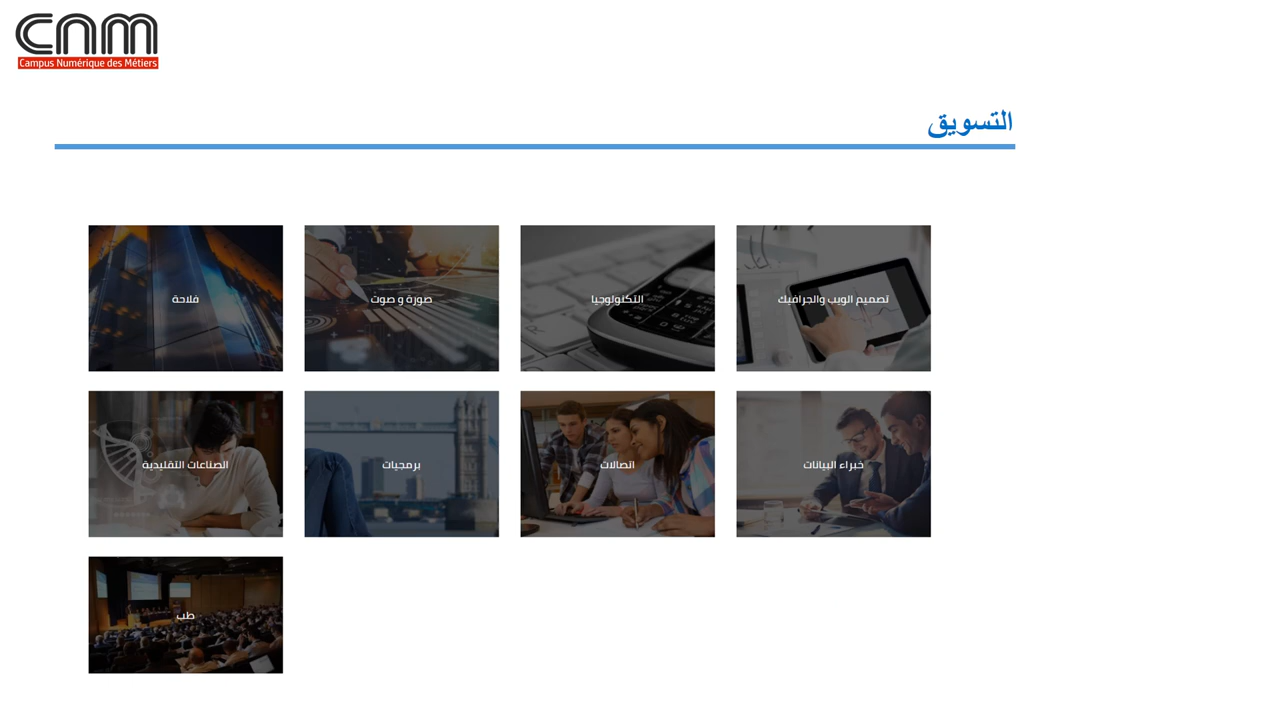 cnm
Campus Numérique des Métiers
التسويق
تصميم الويب والجرافيك
التكنولوجيا
صورة و صوت
فلاحة
خبراء البيانات
اتصالات
برمجيات
الصناعات التقليدية
طب